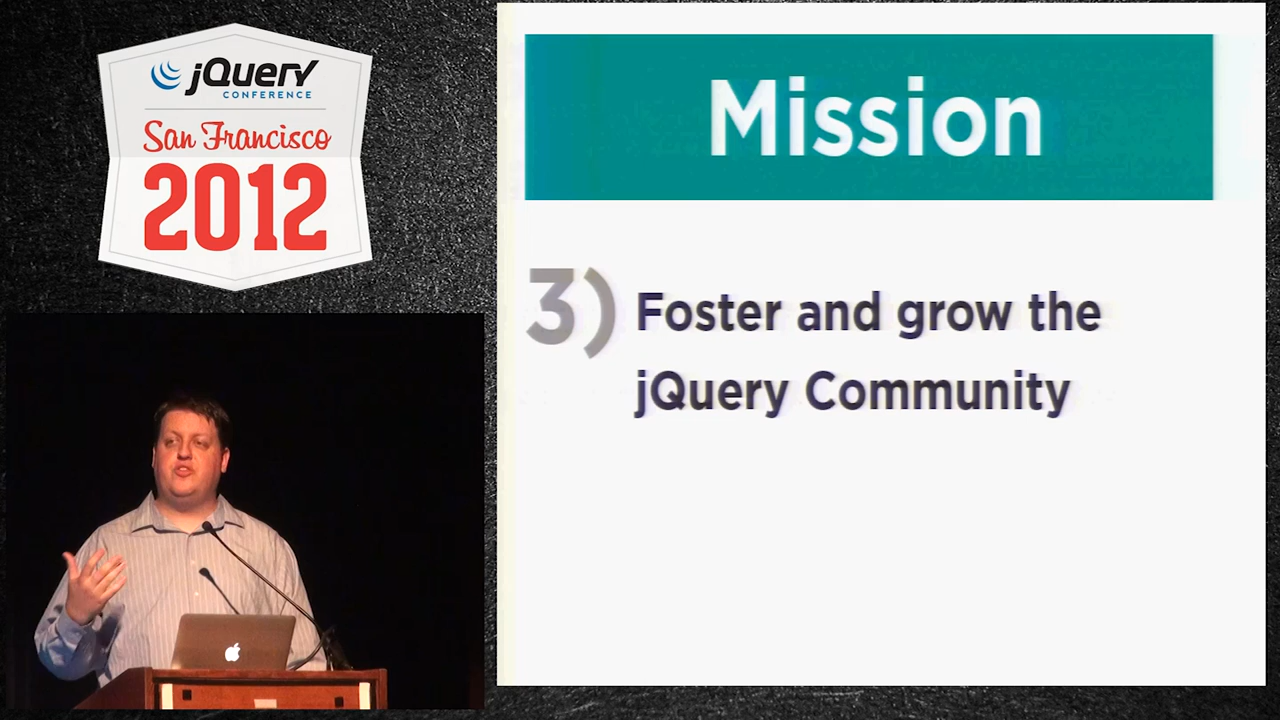 jQuery
CONFERENCE
San Francisco
2012
Mission
3) Foster and grow the
jQuery Community